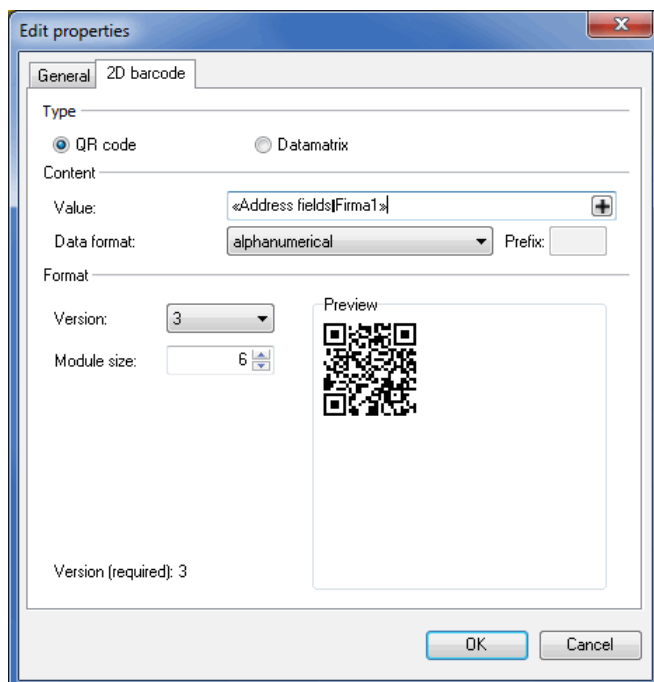 Edit properties
General 2D barcode
Type
QR code Datamatrix
Content
Value: «Address fields|Firma1»
Data format: alphanumerical Prefix:
Format
Version: 3 Preview
Module size: 6
Version (required): 3
OK Cancel